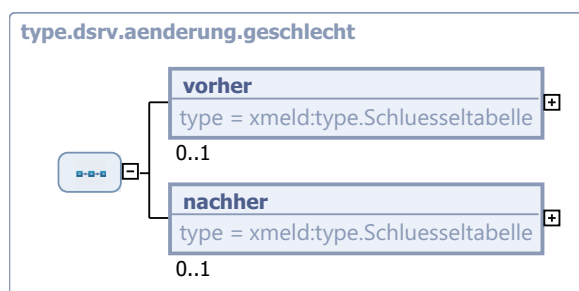 type.dsrv.aenderung.geschlecht
vorher
type = xmeld:type.Schluesseltabelle
0..1
nachher
type = xmeld:type.Schluesseltabelle
0..1